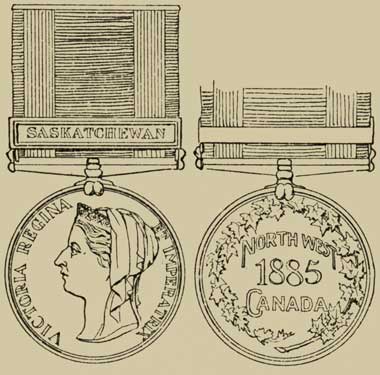 SASKATCHEWAN
VICTORIA REGINA ET IMPERATRIX
NORTH WEST
1885
CANADA